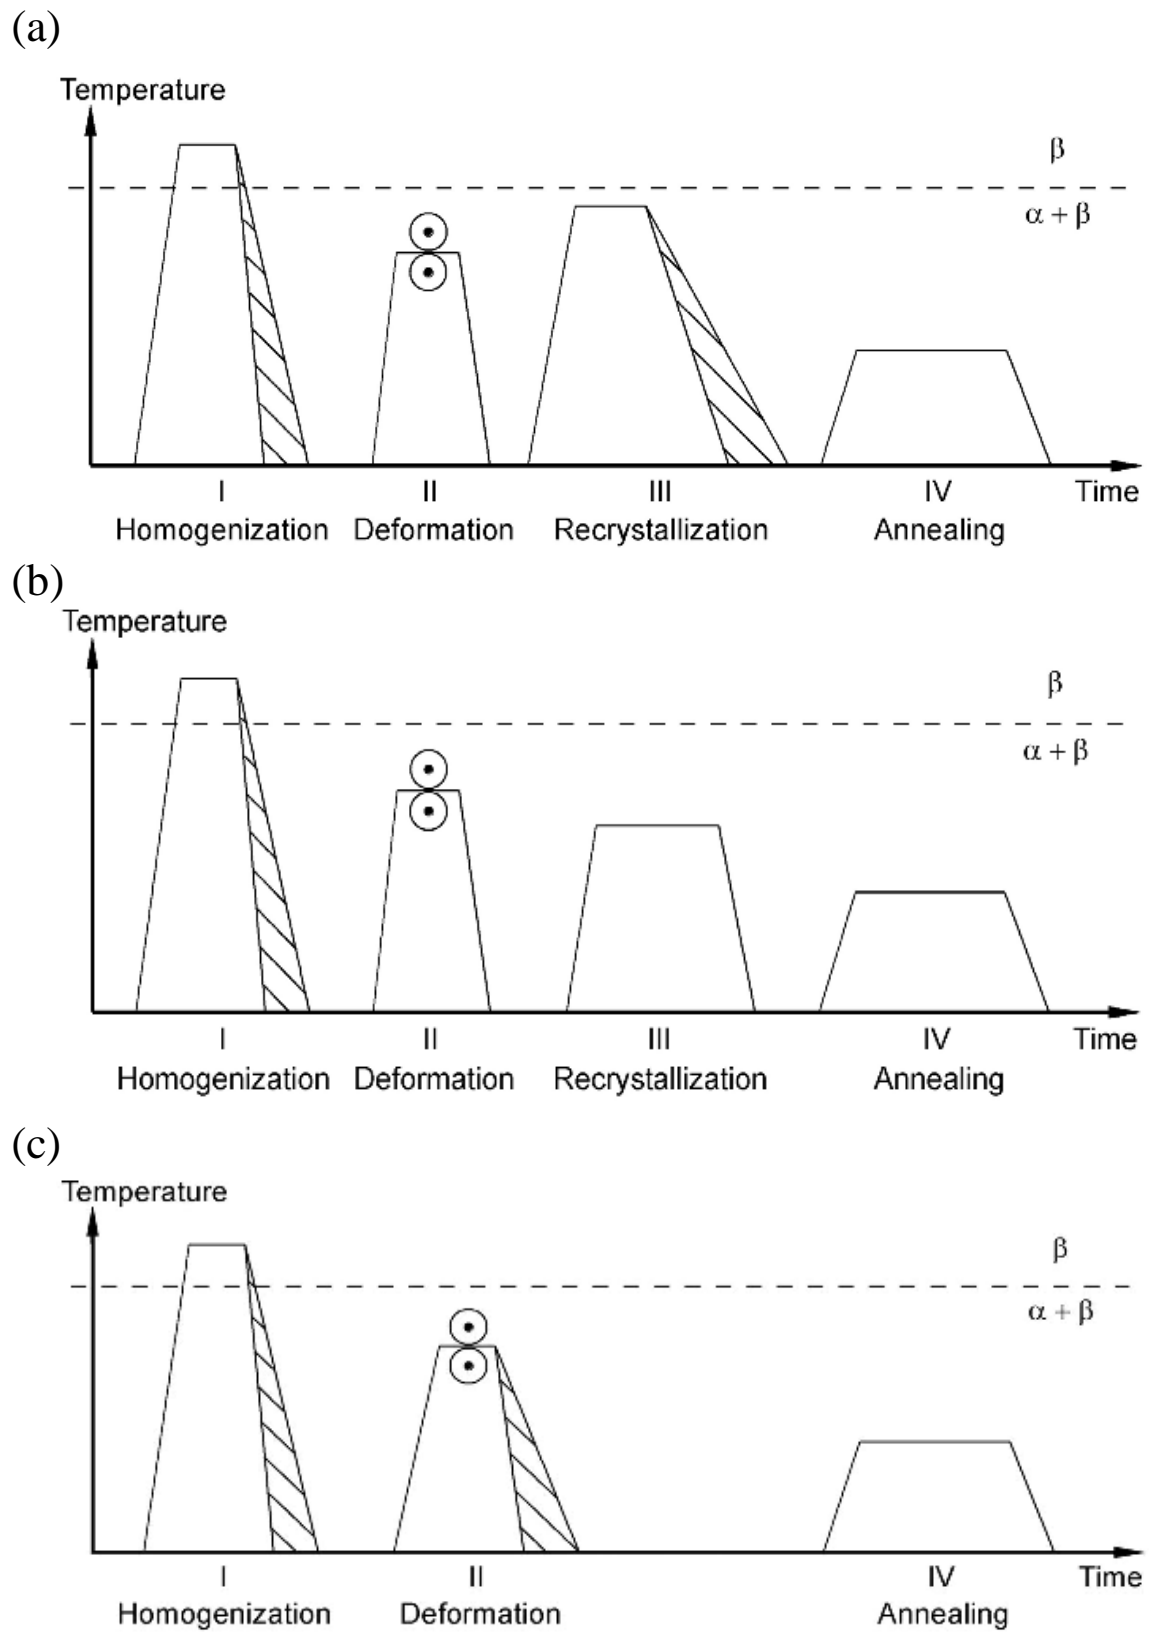 (a)
Temperature
β
α + β
I II III IV Time
Homogenization Deformation Recrystallization Annealing
(b)
Temperature
β
α + β
I II III IV Time
Homogenization Deformation Recrystallization Annealing
(c)
Temperature
β
α + β
I II IV Time
Homogenization Deformation Annealing